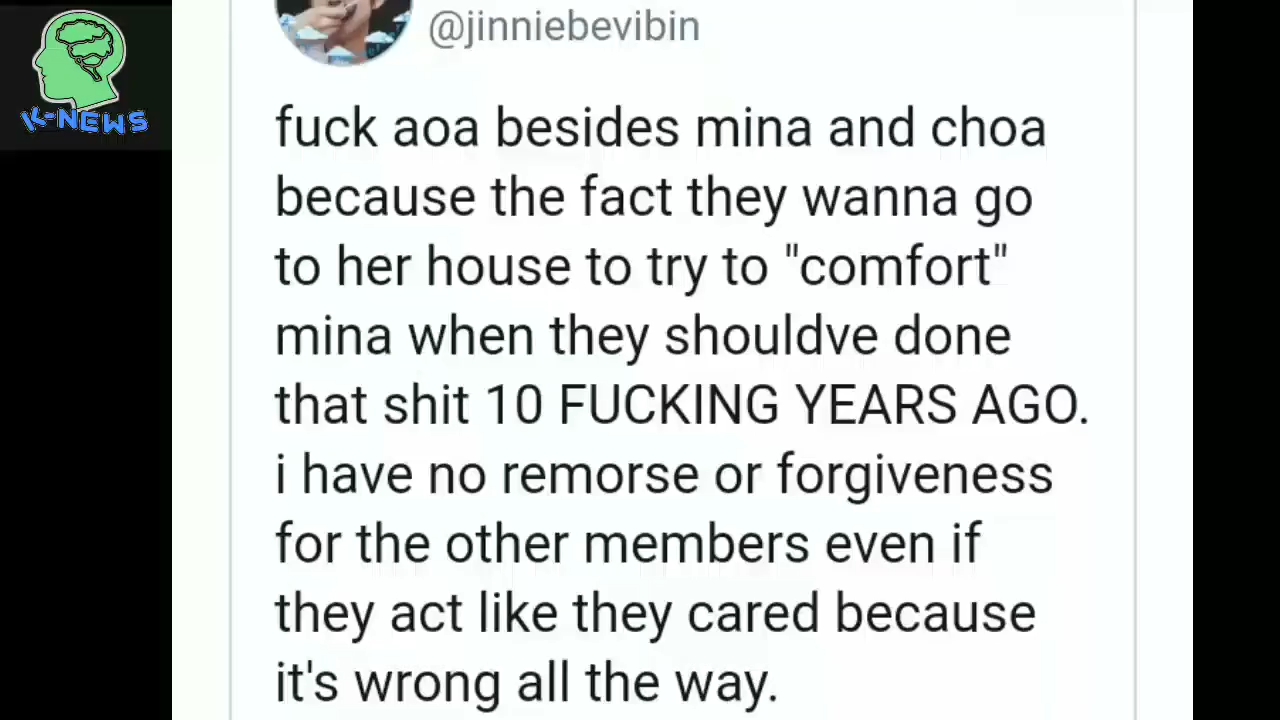 @jinniebevibin
K-NEWS
fuck aoa besides mina and choa
because the fact they wanna go
to her house to try to "comfort"
mina when they shouldve done
that shit 10 FUCKING YEARS AGO.
i have no remorse or forgiveness
for the other members even if
they act like they cared because
it's wrong all the way.